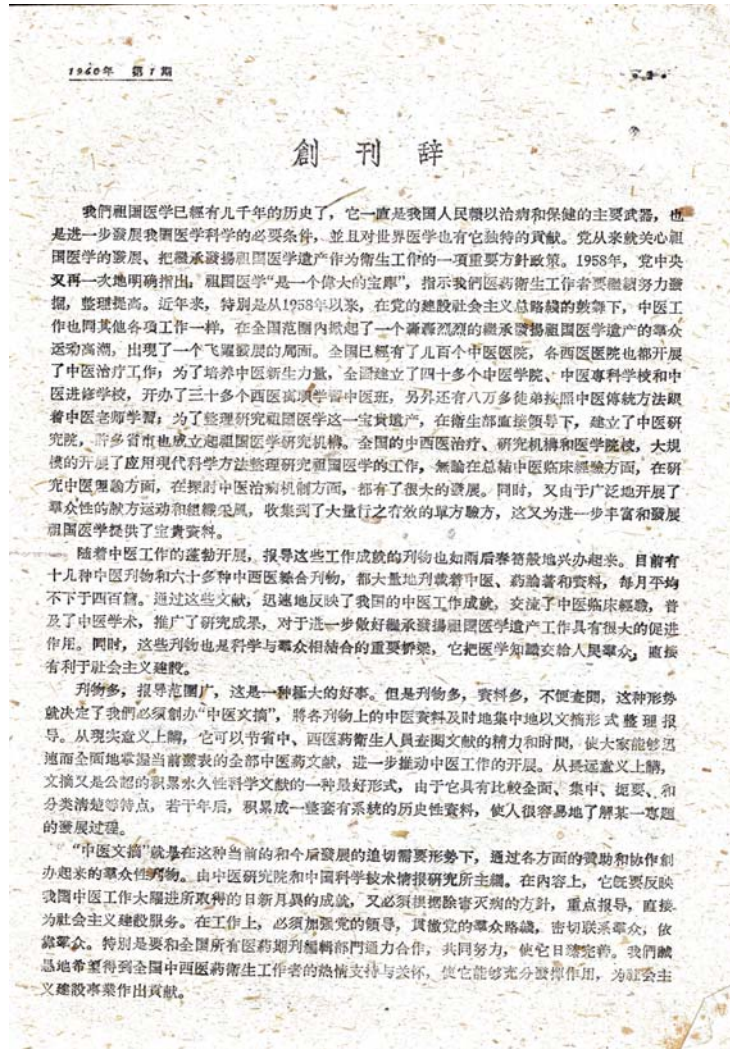 1960年 第1期
·1·
創刊辞
我們祖国医学已經有几千年的历史了，它一直是我国人民賴以治病和保健的主要武器，也
是进一步發展我国医学科学的必要条件，並且对世界医学也有它独特的貢献。党从来就关心祖
国医学的發展、把繼承發揚祖国医学遺产作为衛生工作的一項重要方針政策。1958年，党中央
又再一次地明确指出，祖国医学“是一个偉大的宝庫”，指示我們医药衛生工作者要繼續努力發
掘，整理提高。近年来，特別是从1958年以来，在党的建設社会主义总路綫的鼓舞下，中医工
作也同其他各項工作一样，在全国范圍內掀起了一个轟轟烈烈的繼承發揚祖国医学遺产的羣众
运动高潮，出現了一个飞躍發展的局面。全国已經有了几百个中医医院，各西医医院也都开展
了中医治疗工作；为了培养中医新生力量，全国建立了四十多个中医学院、中医專科学校和中
医进修学校，开办了三十多个西医离职学習中医班，另外还有八万多徒弟按照中医傳統方法跟
着中医老师学習；为了整理研究祖国医学这一宝貴遺产，在衛生部直接領导下，建立了中医研
究院，許多省市也成立起祖国医学研究机構。全国的中西医治疗、研究机構和医学院校，大規
模的开展了应用現代科学方法整理研究祖国医学的工作，無論在总結中医临床經驗方面，在研
究中医理論方面，在探討中医治病机制方面，都有了很大的發展。同时，又由于广泛地开展了
羣众性的献方运动和組織采風，收集到了大量行之有效的單方驗方，这又为进一步丰富和發展
祖国医学提供了宝貴資料。
随着中医工作的蓬勃开展，报导这些工作成就的刊物也如雨后春筍般地兴办起来。目前有
十几种中医刊物和六十多种中西医綜合刊物，都大量地刊載着中医、药論著和資料，每月平均
不下于四百篇。通过这些文献，迅速地反映了我国的中医工作成就，交流了中医临床經驗，普
及了中医学术，推广了研究成果，对于进一步做好繼承發揚祖国医学遺产工作具有很大的促进
作用。同时，这些刊物也是科学与羣众相結合的重要桥梁，它把医学知識交給人民羣众，直接
有利于社会主义建設。
刊物多，报导范圍广，这是一种極大的好事。但是刊物多，資料多，不便查閱，这种形势
就决定了我們必須創办“中医文摘”，將各刊物上的中医資料及时地集中地以文摘形式整理报
导。从現实意义上講，它可以节省中、西医药衛生人員查閱文献的精力和时間，使大家能够迅
速而全面地掌握当前發表的全部中医药文献，进一步推动中医工作的开展。从長远意义上講，
文摘又是公認的积累永久性科学文献的一种最好形式，由于它具有比較全面、集中、扼要、和
分类清楚等特点，若干年后，积累成一整套有系統的历史性資料，使人很容易地了解某一專題
的發展过程。
“中医文摘”就是在这种当前的和今后發展的迫切需要形势下，通过各方面的贊助和协作創
办起来的羣众性刊物。由中医研究院和中国科学技术情报研究所主編。在內容上，它旣要反映
我国中医工作大躍进所取得的日新月異的成就，又必須根据除害灭病的方針，重点报导，直接
为社会主义建設服务。在工作上，必須加强党的領导，貫徹党的羣众路綫，密切联系羣众，依
靠羣众。特別是要和全国所有医药期刊編輯部門通力合作，共同努力，使它日臻完善。我們誠
恳地希望得到全国中西医药衛生工作者的热情支持与关怀，使它能够充分發揮作用，为社会主
义建設事業作出貢献。